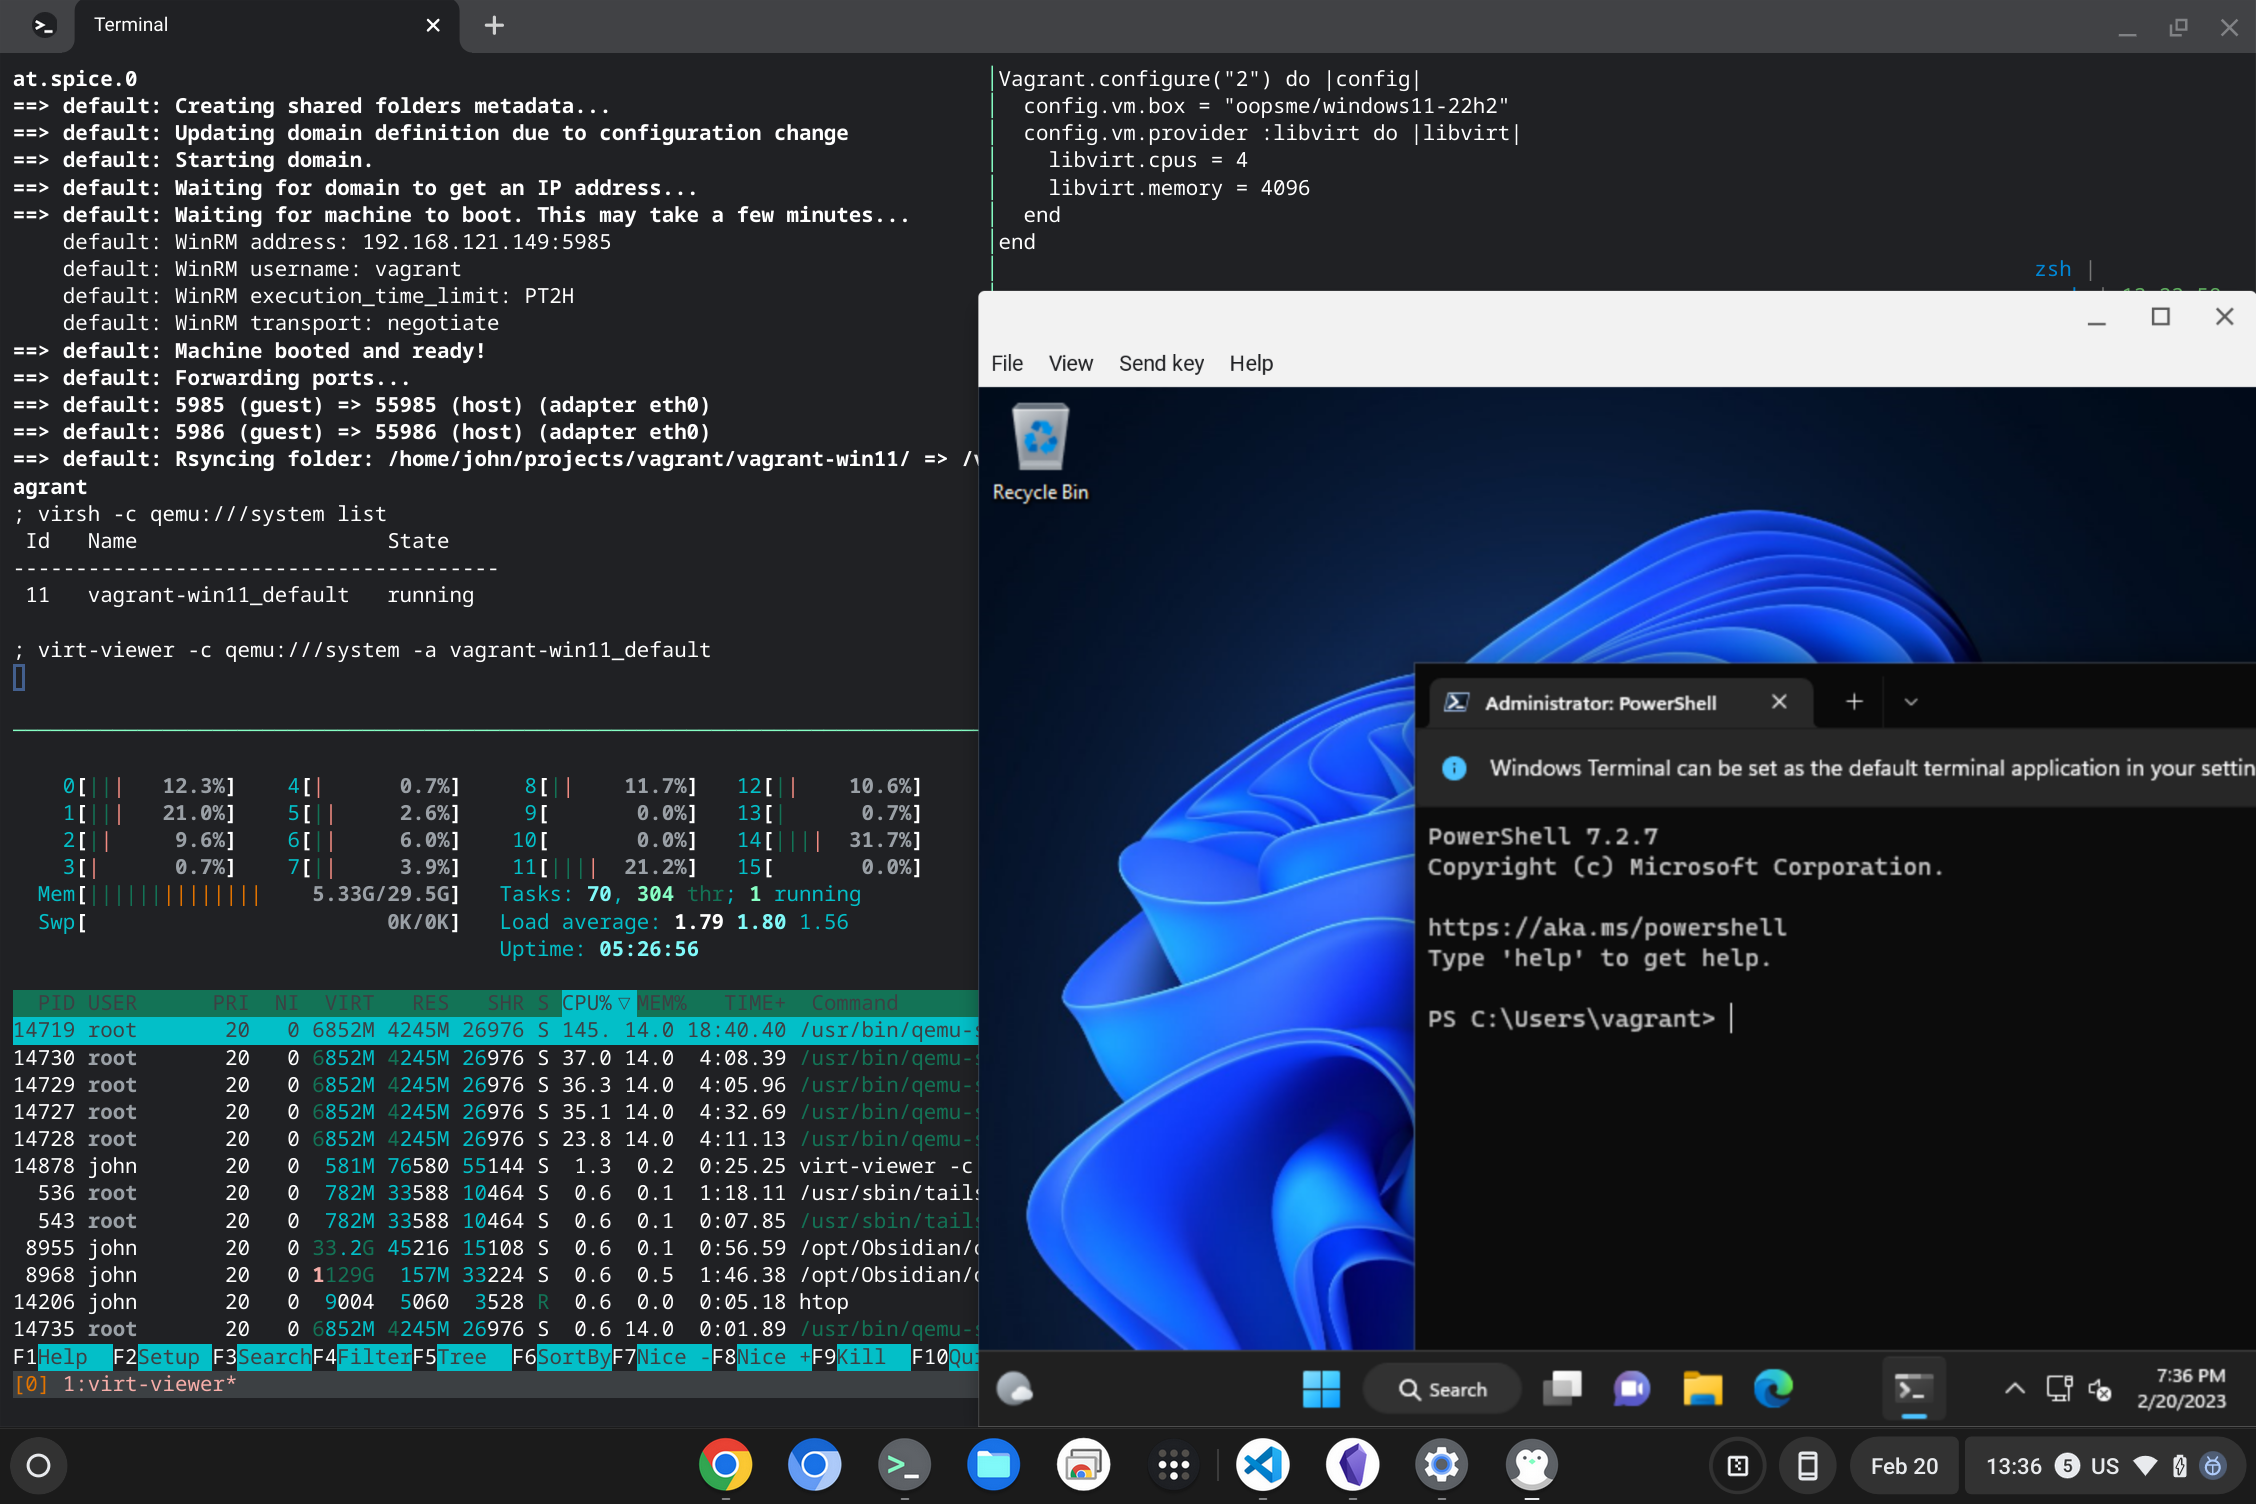 Terminal
at.spice.0
==> default: Creating shared folders metadata...
==> default: Updating domain definition due to configuration change
==> default: Starting domain.
==> default: Waiting for domain to get an IP address...
==> default: Waiting for machine to boot. This may take a few minutes...
    default: WinRM address: 192.168.121.149:5985
    default: WinRM username: vagrant
    default: WinRM execution_time_limit: PT2H
    default: WinRM transport: negotiate
==> default: Machine booted and ready!
==> default: Forwarding ports...
==> default: 5985 (guest) => 55985 (host) (adapter eth0)
==> default: 5986 (guest) => 55986 (host) (adapter eth0)
==> default: Rsyncing folder: /home/john/projects/vagrant/vagrant-win11/ => /v
agrant
; virsh -c qemu:///system list
 Id   Name                    State
---------------------------------------
 11   vagrant-win11_default   running
; virt-viewer -c qemu:///system -a vagrant-win11_default
Vagrant.configure("2") do |config|
  config.vm.box = "oopsme/windows11-22h2"
  config.vm.provider :libvirt do |libvirt|
    libvirt.cpus = 4
    libvirt.memory = 4096
  end
end
zsh |
0[||| 12.3%] 4[| 0.7%] 8[|| 11.7%] 12[|| 10.6%]
1[||| 21.0%] 5[|| 2.6%] 9[ 0.0%] 13[| 0.7%]
2[|| 9.6%] 6[|| 6.0%] 10[ 0.0%] 14[|||| 31.7%]
3[| 0.7%] 7[|| 3.9%] 11[|||| 21.2%] 15[ 0.0%]
Mem[|||||||||||||| 5.33G/29.5G] Tasks: 70, 304 thr; 1 running
Swp[ 0K/0K] Load average: 1.79 1.80 1.56
Uptime: 05:26:56
PID USER PRI NI VIRT RES SHR S CPU%▽MEM% TIME+ Command
14719 root 20 0 6852M 4245M 26976 S 145. 14.0 18:40.40 /usr/bin/qemu-s
14730 root 20 0 6852M 4245M 26976 S 37.0 14.0 4:08.39 /usr/bin/qemu-s
14729 root 20 0 6852M 4245M 26976 S 36.3 14.0 4:05.96 /usr/bin/qemu-s
14727 root 20 0 6852M 4245M 26976 S 35.1 14.0 4:32.69 /usr/bin/qemu-s
14728 root 20 0 6852M 4245M 26976 S 23.8 14.0 4:11.13 /usr/bin/qemu-s
14878 john 20 0 581M 76580 55144 S 1.3 0.2 0:25.25 virt-viewer -c
536 root 20 0 782M 33588 10464 S 0.6 0.1 1:18.11 /usr/sbin/tails
543 root 20 0 782M 33588 10464 S 0.6 0.1 0:07.85 /usr/sbin/tails
8955 john 20 0 33.2G 45216 15108 S 0.6 0.1 0:56.59 /opt/Obsidian/
8968 john 20 0 1129G 157M 33224 S 0.6 0.5 1:46.38 /opt/Obsidian/
14206 john 20 0 9004 5060 3528 R 0.6 0.0 0:05.18 htop
14735 root 20 0 6852M 4245M 26976 S 0.6 14.0 0:01.89 /usr/bin/qemu-s
F1Help F2Setup F3SearchF4FilterF5Tree F6SortByF7Nice -F8Nice +F9Kill F10Qui
[0] 1:virt-viewer*
File View Send key Help
Recycle Bin
Administrator: PowerShell
Windows Terminal can be set as the default terminal application in your settin
PowerShell 7.2.7
Copyright (c) Microsoft Corporation.
https://aka.ms/powershell
Type 'help' to get help.
PS C:\Users\vagrant>
Search
7:36 PM
2/20/2023
Feb 20
13:36 5 US